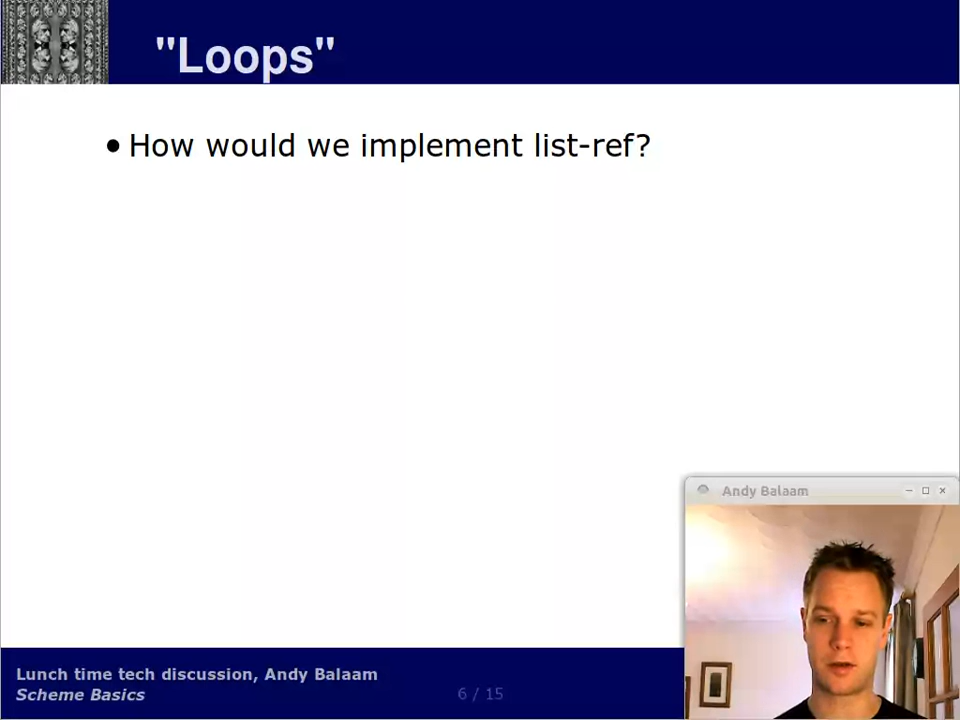 "Loops"
• How would we implement list-ref?
Andy Balaam
Lunch time tech discussion, Andy Balaam
Scheme Basics
6 / 15